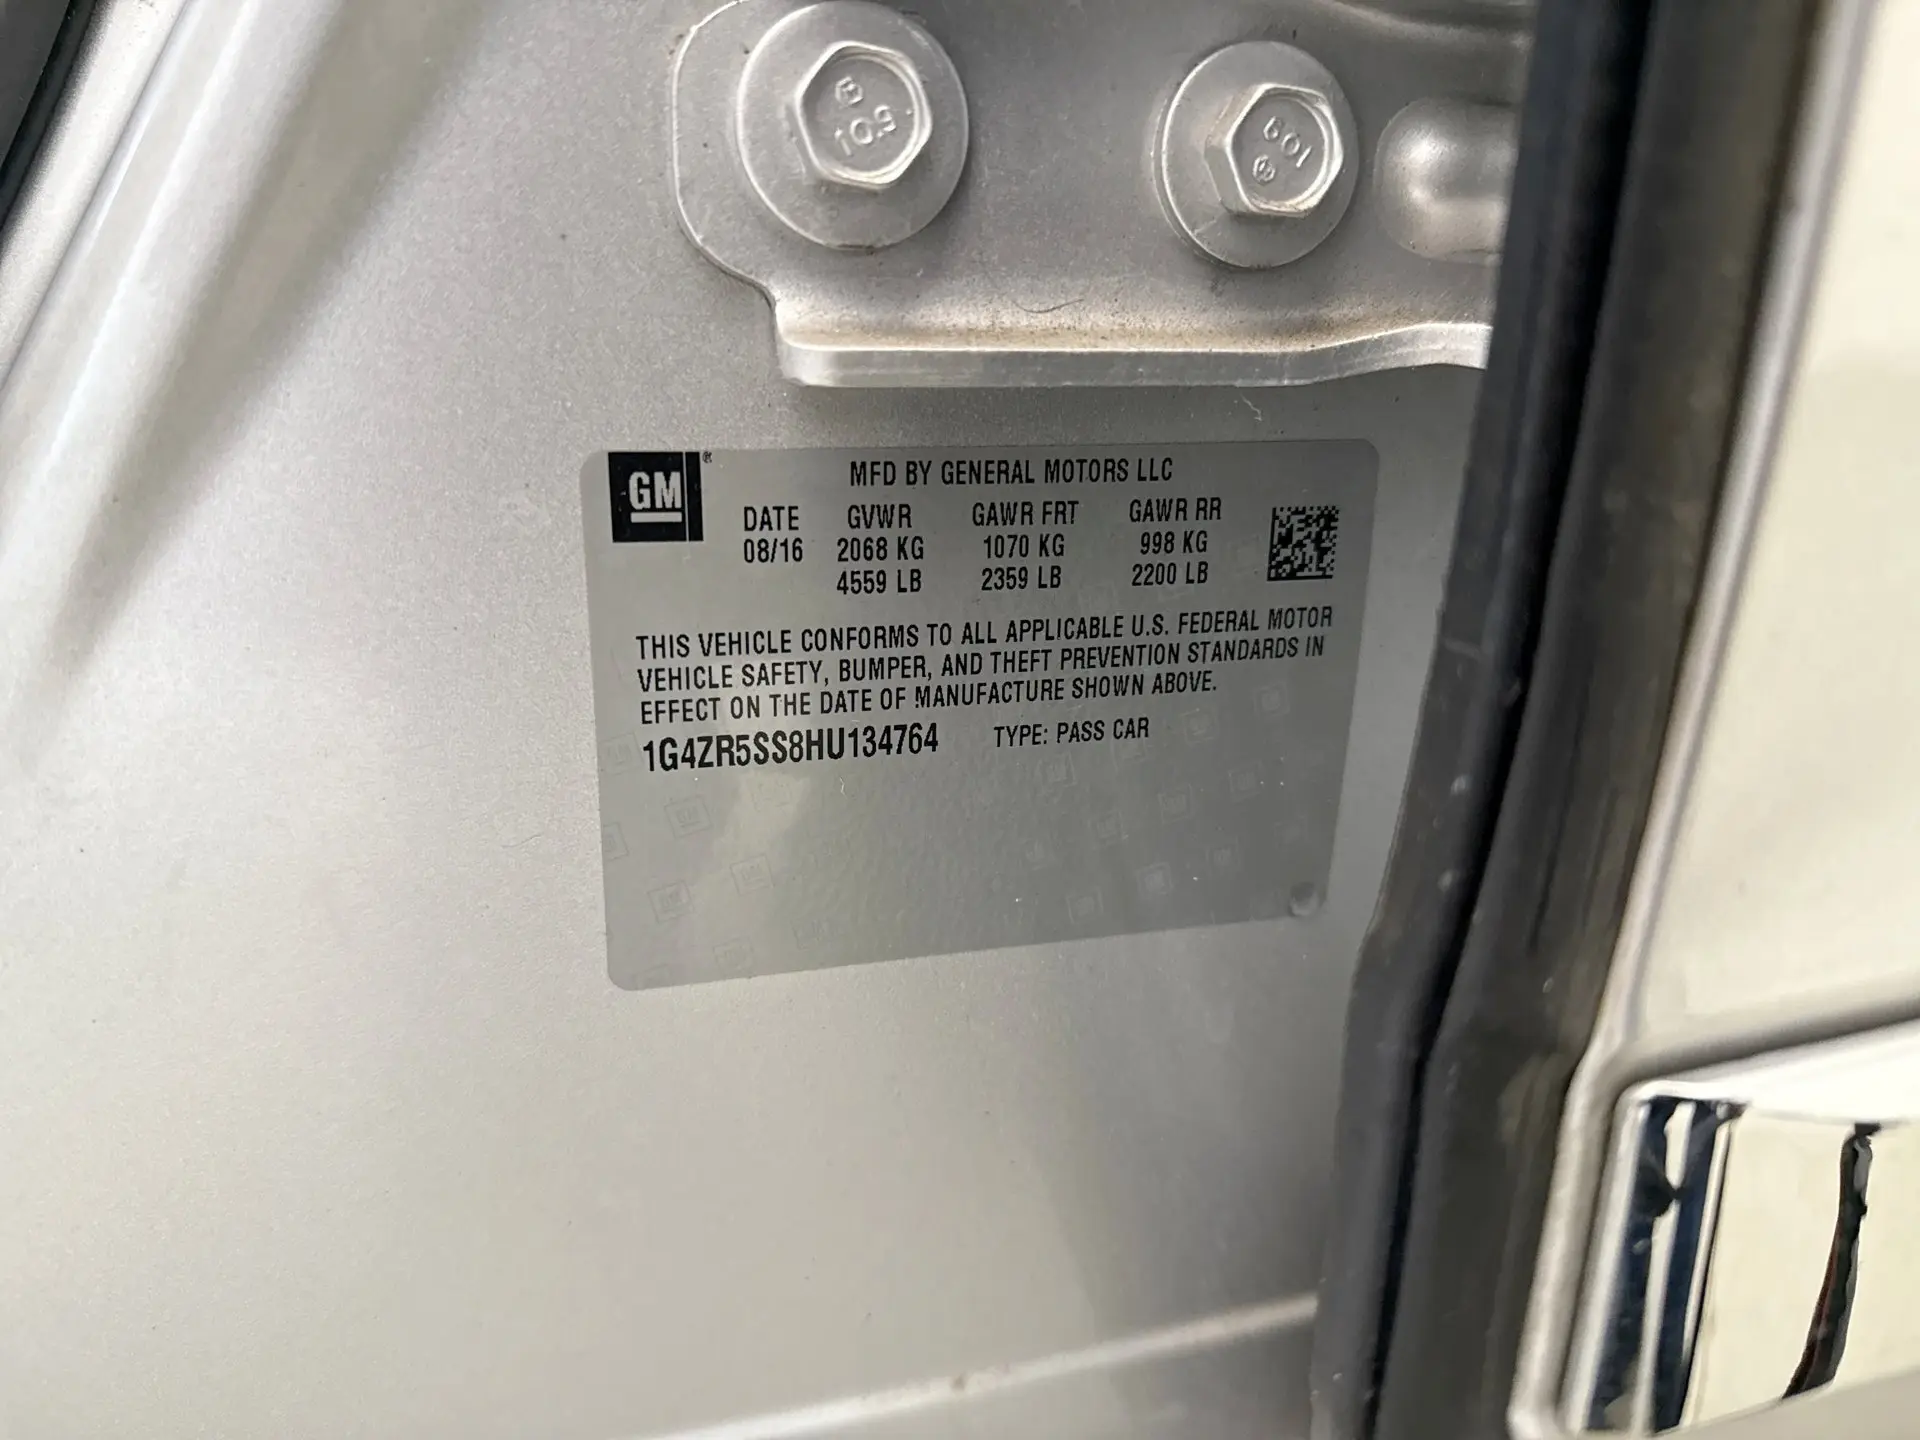 10.9
109
GM®
MFD BY GENERAL MOTORS LLC
DATE GVWR GAWR FRT GAWR RR
08/16 2068 KG 1070 KG 998 KG
4559 LB 2359 LB 2200 LB
THIS VEHICLE CONFORMS TO ALL APPLICABLE U.S. FEDERAL MOTOR
VEHICLE SAFETY, BUMPER, AND THEFT PREVENTION STANDARDS IN
EFFECT ON THE DATE OF MANUFACTURE SHOWN ABOVE.
1G4ZR5SS8HU134764 TYPE: PASS CAR